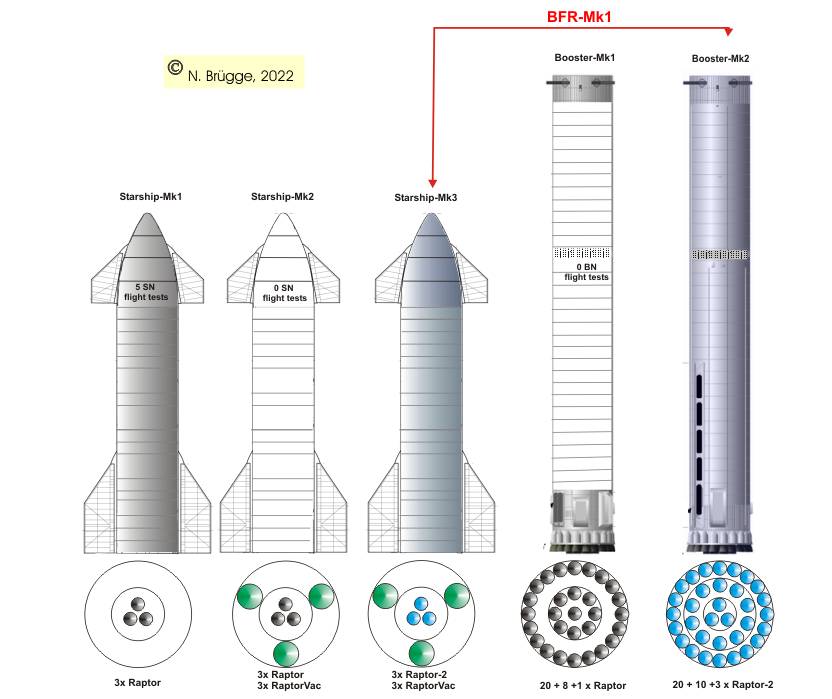 BFR-Mk1
© N. Brügge, 2022
Booster-Mk1
Booster-Mk2
Starship-Mk1
Starship-Mk2
Starship-Mk3
0 BN
flight tests
5 SN
flight tests
0 SN
flight tests
3x Raptor
3x Raptor
3x RaptorVac
3x Raptor-2
3x RaptorVac
20 + 8 +1 x Raptor
20 + 10 +3 x Raptor-2